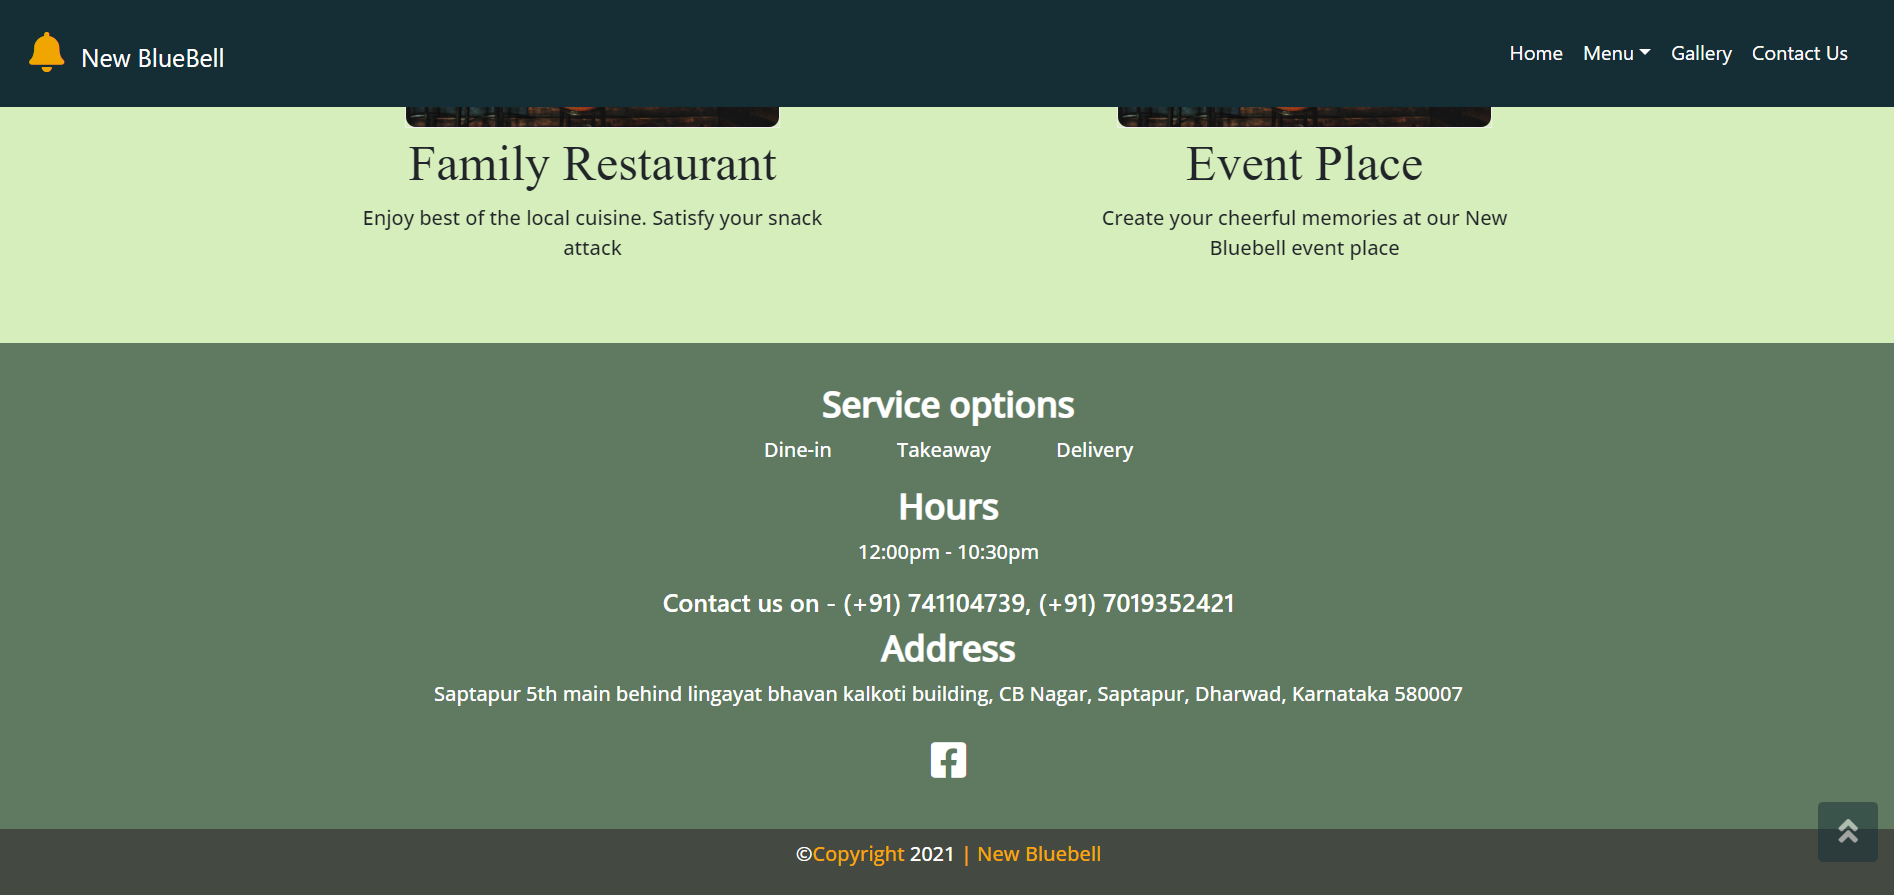 New BlueBell
Home Menu Gallery Contact Us
Family Restaurant
Enjoy best of the local cuisine. Satisfy your snack
attack
Event Place
Create your cheerful memories at our New
Bluebell event place
Service options
Dine-in Takeaway Delivery
Hours
12:00pm - 10:30pm
Contact us on - (+91) 741104739, (+91) 7019352421
Address
Saptapur 5th main behind lingayat bhavan kalkoti building, CB Nagar, Saptapur, Dharwad, Karnataka 580007
©Copyright 2021 | New Bluebell